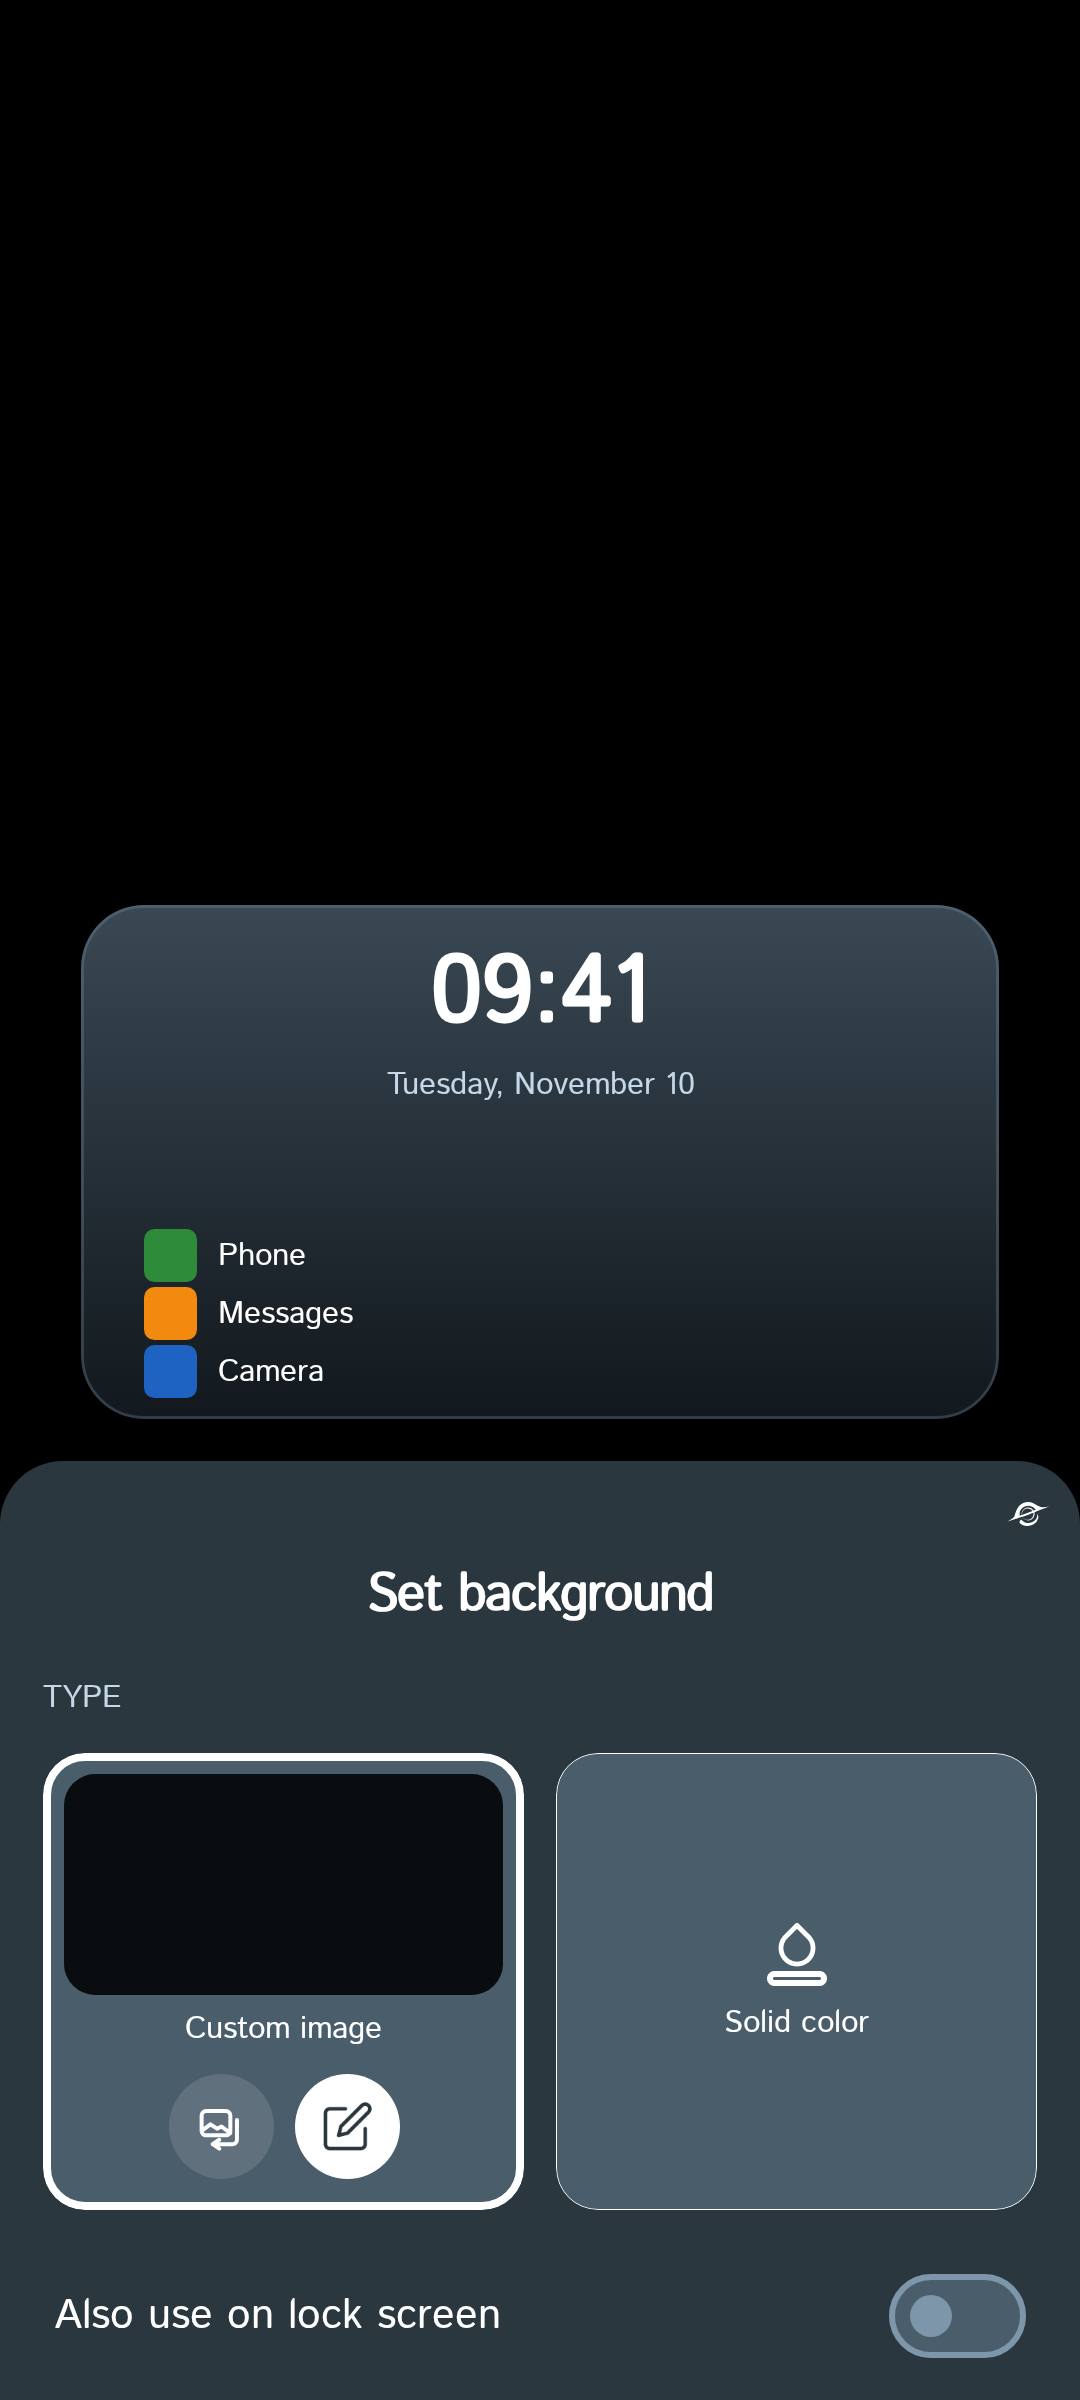 09:41
Tuesday, November 10
Phone
Messages
Camera
Set background
TYPE
Custom image
Solid color
Also use on lock screen